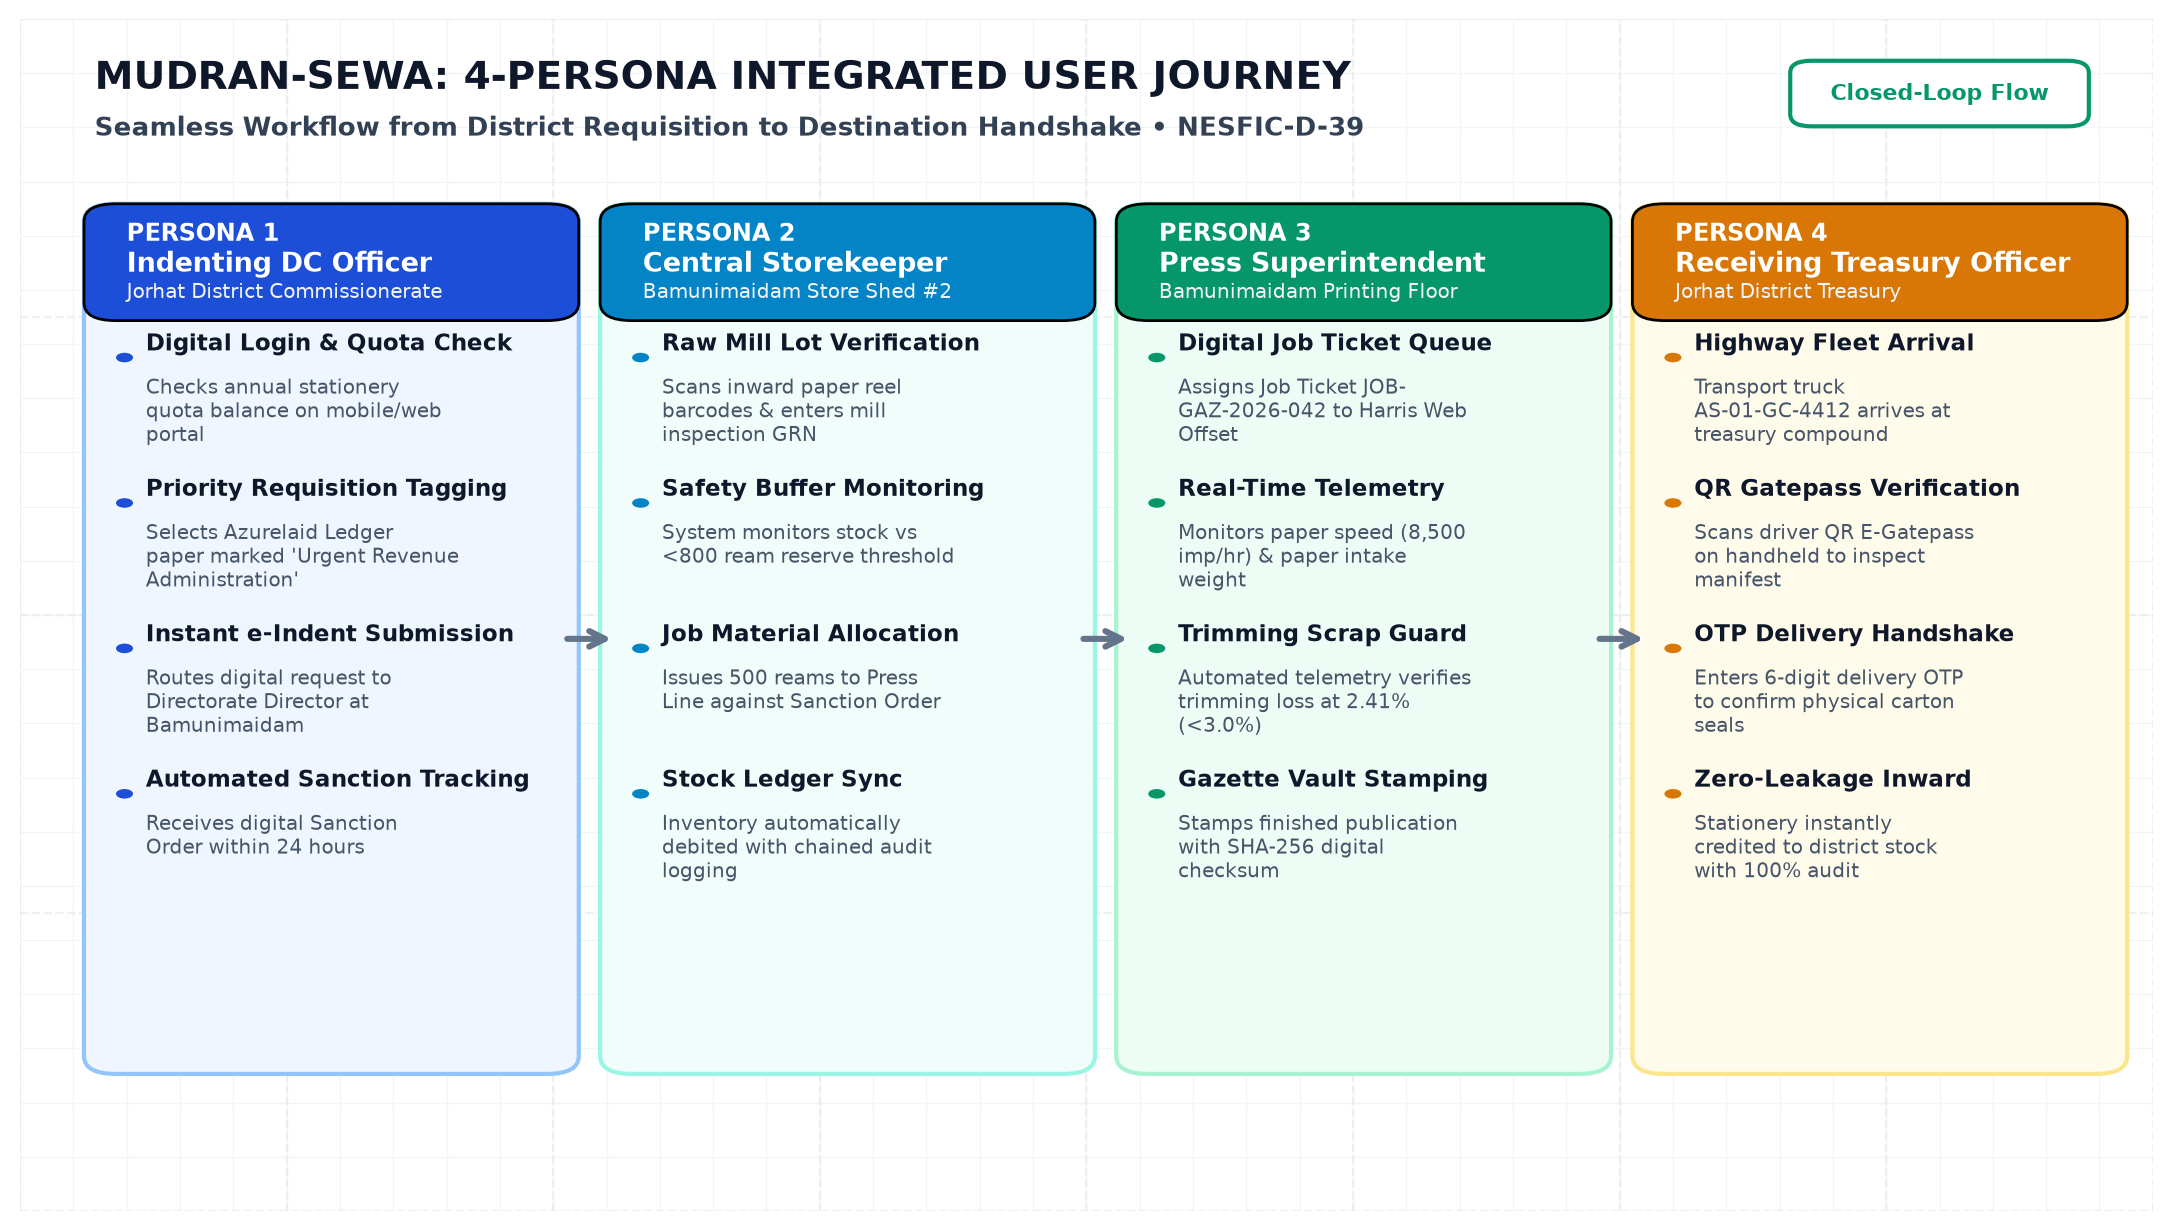 MUDRAN-SEWA: 4-PERSONA INTEGRATED USER JOURNEY
Seamless Workflow from District Requisition to Destination Handshake • NESFIC-D-39
Closed-Loop Flow
PERSONA 1
Indenting DC Officer
Jorhat District Commissionerate
Digital Login & Quota Check
Checks annual stationery
quota balance on mobile/web
portal
Priority Requisition Tagging
Selects Azurelaid Ledger
paper marked 'Urgent Revenue
Administration'
Instant e-Indent Submission
Routes digital request to
Directorate Director at
Bamunimaidam
Automated Sanction Tracking
Receives digital Sanction
Order within 24 hours
PERSONA 2
Central Storekeeper
Bamunimaidam Store Shed #2
Raw Mill Lot Verification
Scans inward paper reel
barcodes & enters mill
inspection GRN
Safety Buffer Monitoring
System monitors stock vs
<800 ream reserve threshold
Job Material Allocation
Issues 500 reams to Press
Line against Sanction Order
Stock Ledger Sync
Inventory automatically
debited with chained audit
logging
PERSONA 3
Press Superintendent
Bamunimaidam Printing Floor
Digital Job Ticket Queue
Assigns Job Ticket JOB-
GAZ-2026-042 to Harris Web
Offset
Real-Time Telemetry
Monitors paper speed (8,500
imp/hr) & paper intake
weight
Trimming Scrap Guard
Automated telemetry verifies
trimming loss at 2.41%
(<3.0%)
Gazette Vault Stamping
Stamps finished publication
with SHA-256 digital
checksum
PERSONA 4
Receiving Treasury Officer
Jorhat District Treasury
Highway Fleet Arrival
Transport truck
AS-01-GC-4412 arrives at
treasury compound
QR Gatepass Verification
Scans driver QR E-Gatepass
on handheld to inspect
manifest
OTP Delivery Handshake
Enters 6-digit delivery OTP
to confirm physical carton
seals
Zero-Leakage Inward
Stationery instantly
credited to district stock
with 100% audit